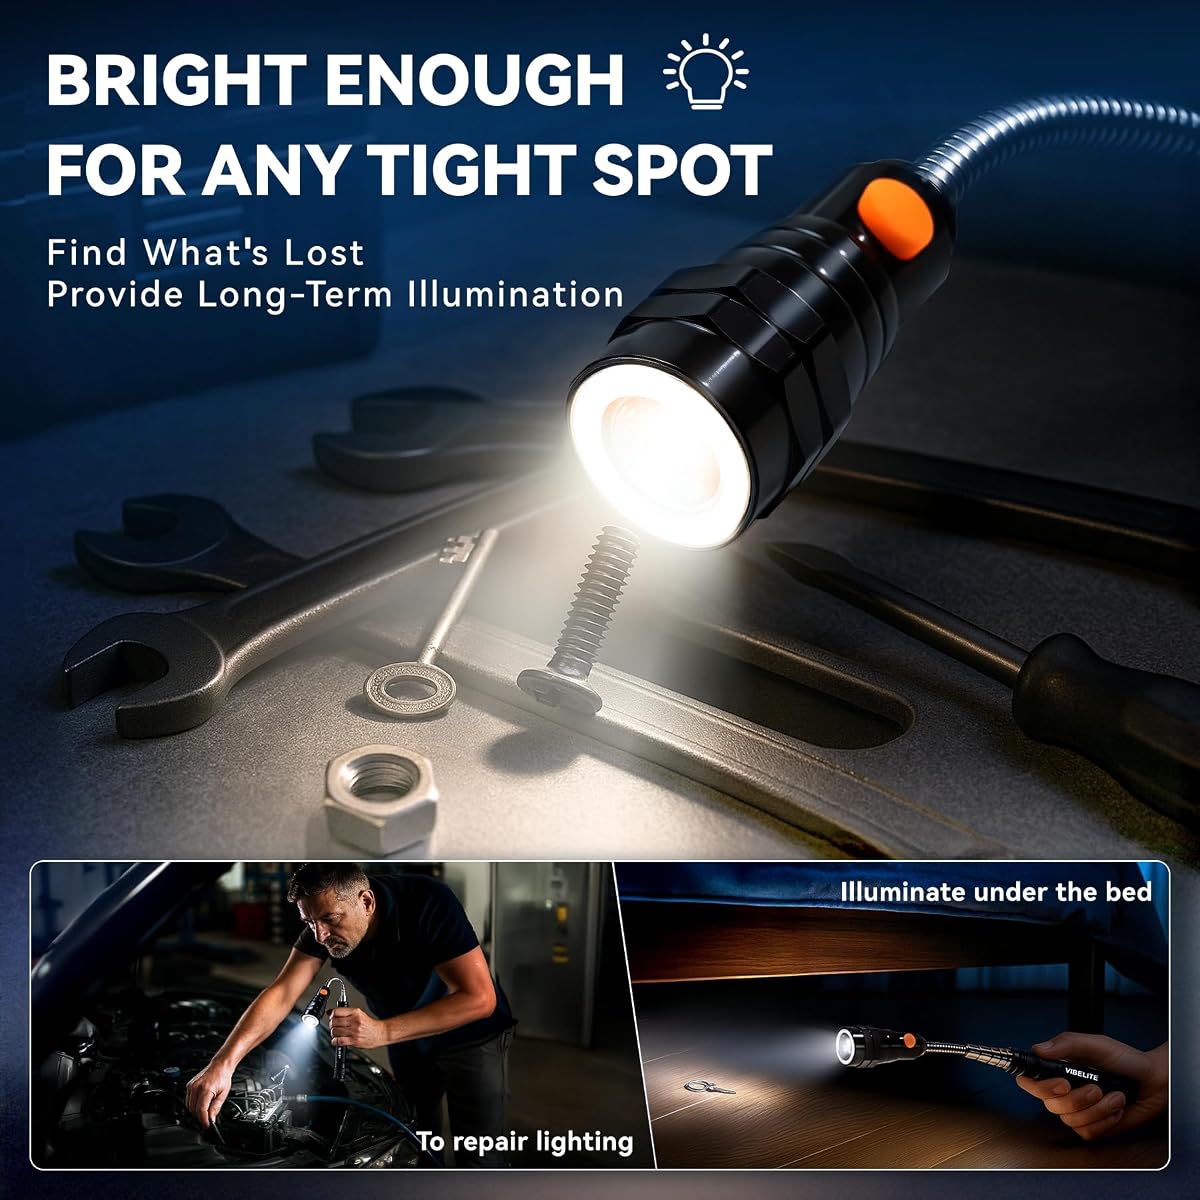 BRIGHT ENOUGH
FOR ANY TIGHT SPOT
Find What's Lost
Provide Long-Term Illumination
To repair lighting
Illuminate under the bed
VIBELITE